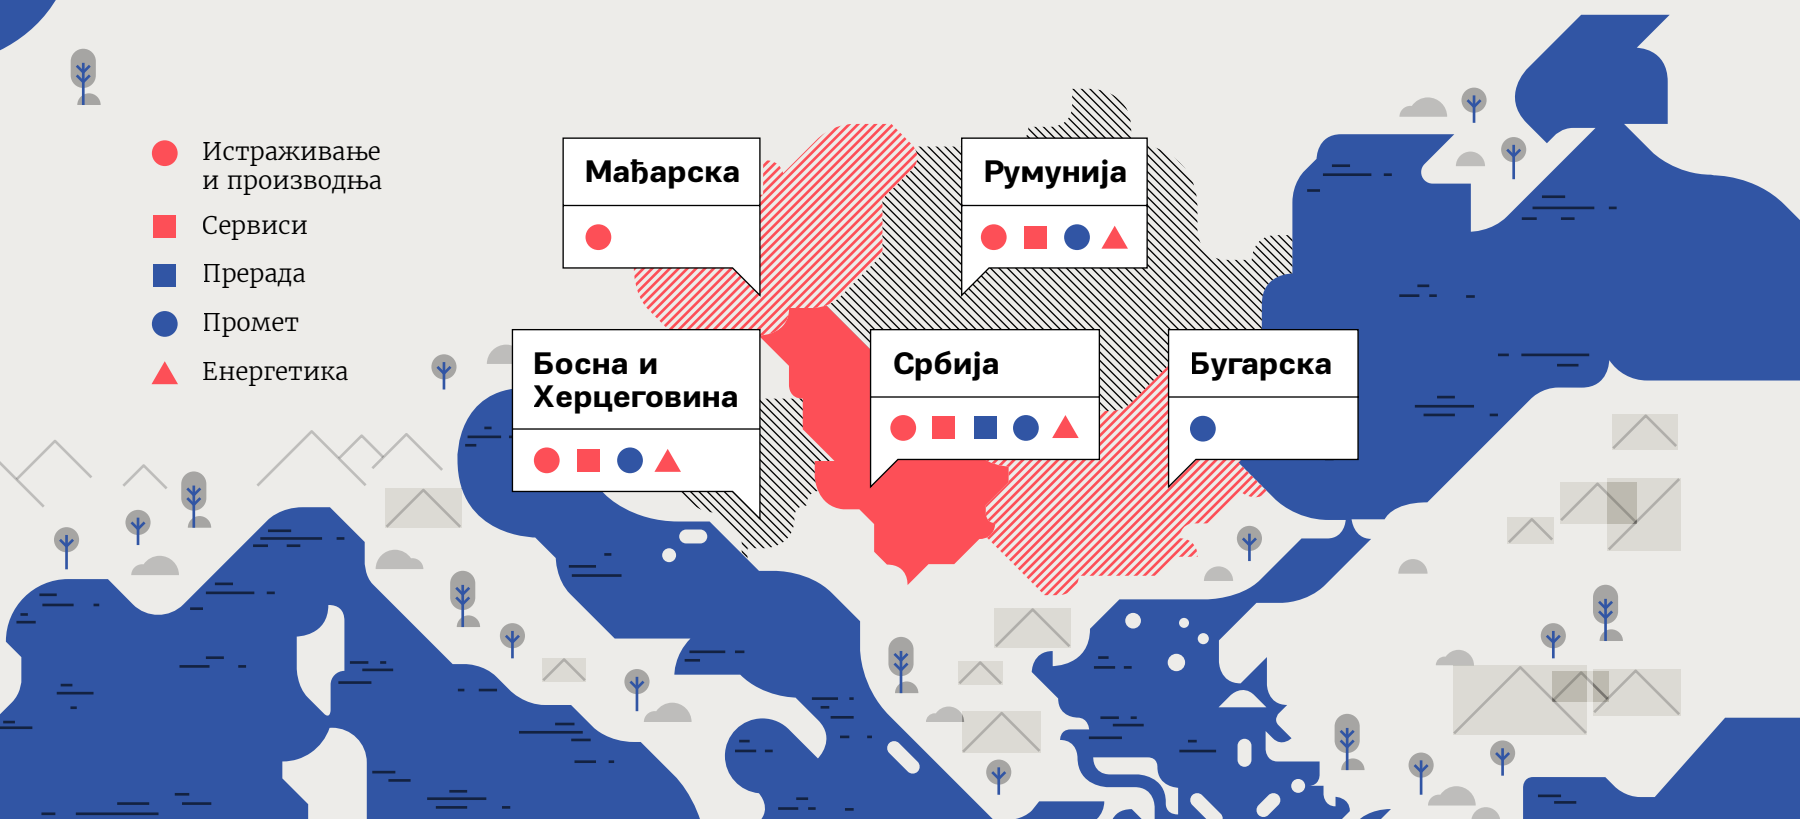 Истраживање
и производња
Сервиси
Прерада
Промет
Енергетика
Мађарска
Румунија
Босна и
Херцеговина
Србија
Бугарска